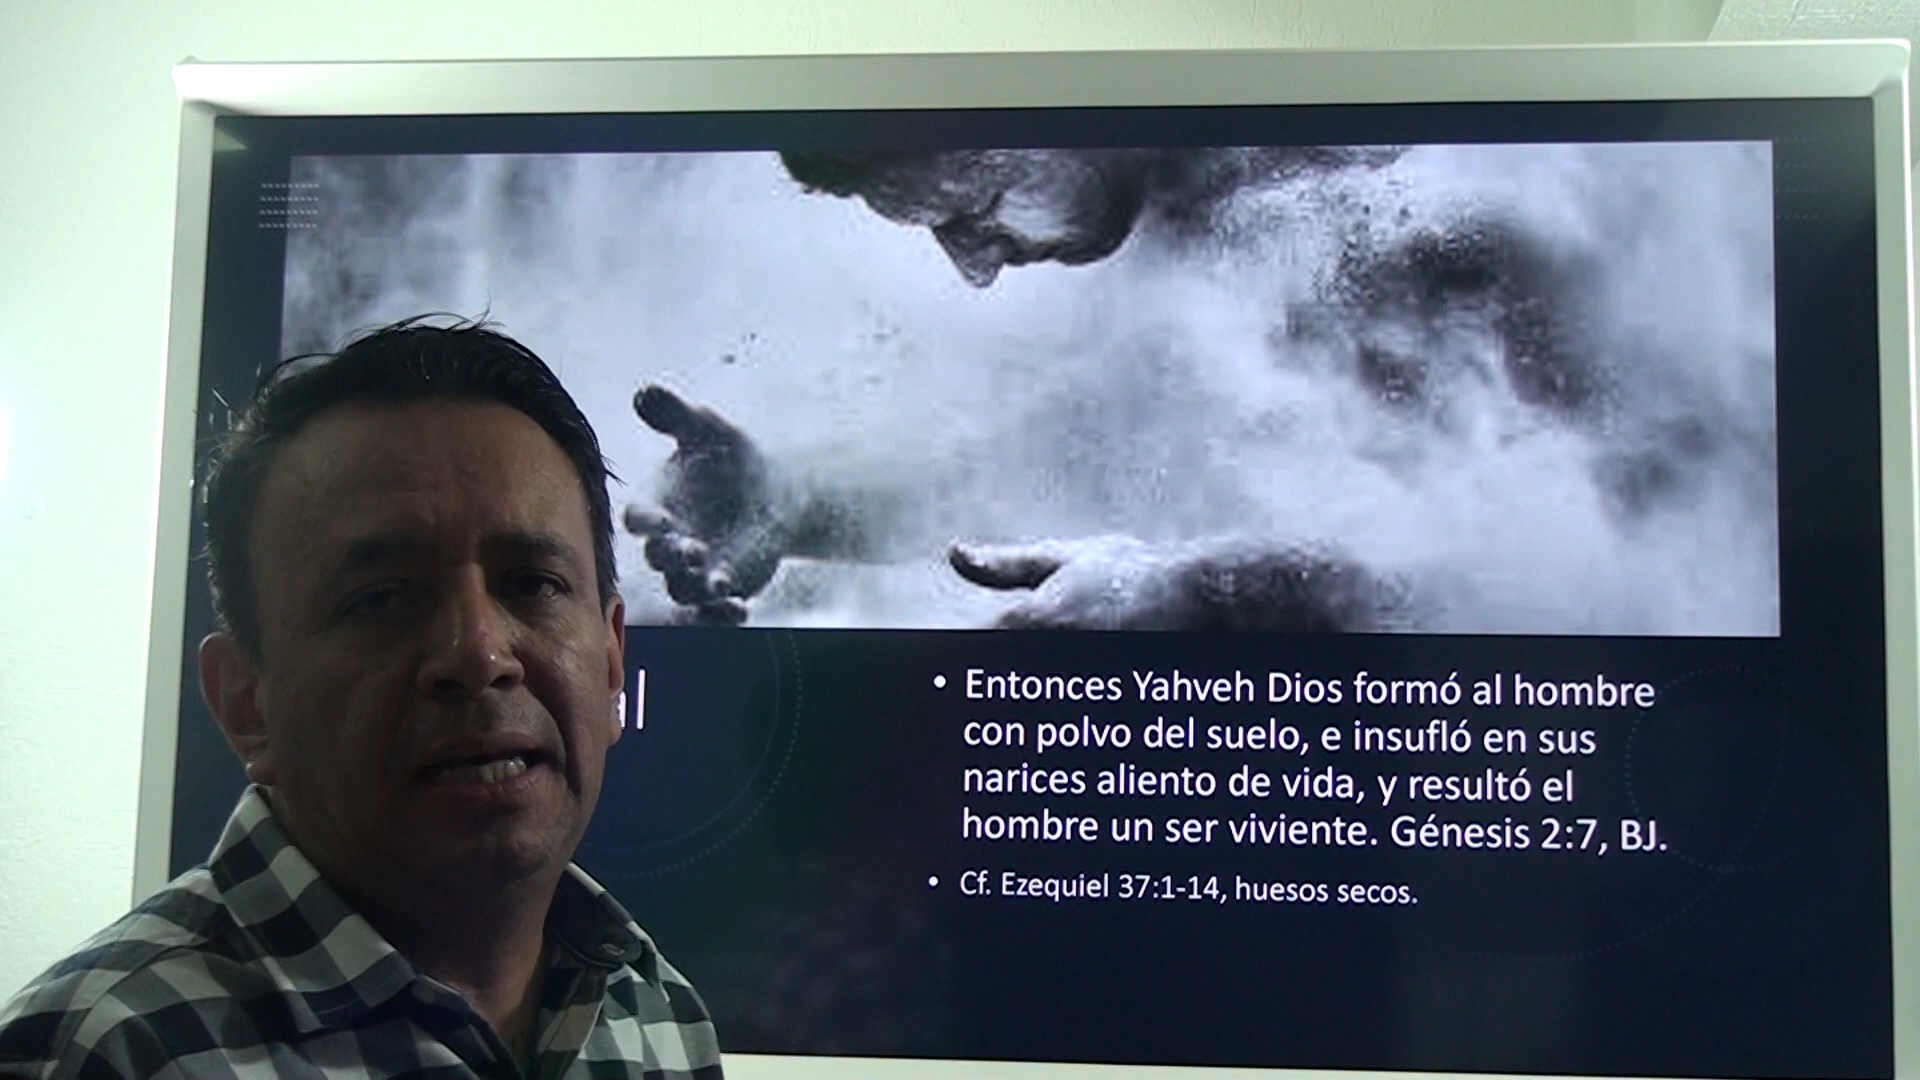 • Entonces Yahveh Dios formó al hombre
con polvo del suelo, e insufló en sus
narices aliento de vida, y resultó el
hombre un ser viviente. Génesis 2:7, BJ.
• Cf. Ezequiel 37:1-14, huesos secos.